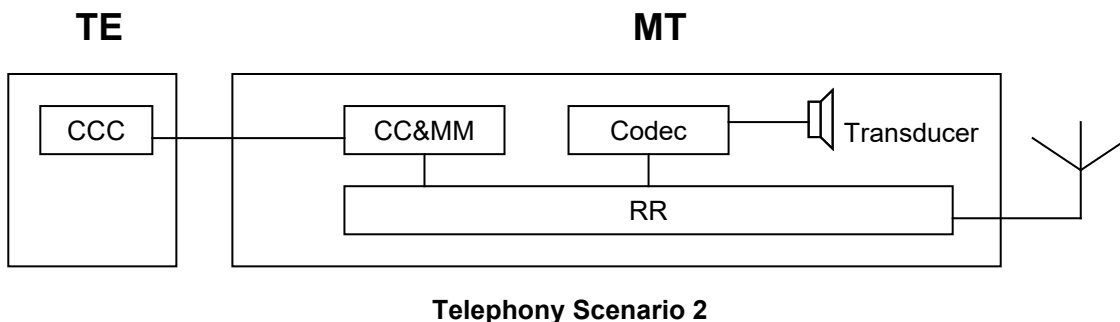 TE
MT
CCC
CC&MM
Codec
Transducer
RR
Telephony Scenario 2